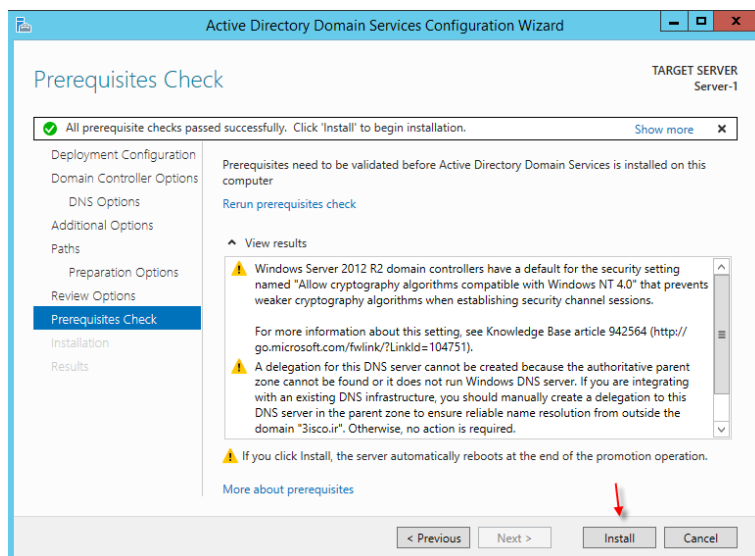 Active Directory Domain Services Configuration Wizard
Prerequisites Check
TARGET SERVER
Server-1
All prerequisite checks passed successfully.  Click 'Install' to begin installation.
Show more
Deployment Configuration
Domain Controller Options
DNS Options
Additional Options
Paths
Preparation Options
Review Options
Prerequisites Check
Installation
Results
Prerequisites need to be validated before Active Directory Domain Services is installed on this
computer
Rerun prerequisites check
View results
Windows Server 2012 R2 domain controllers have a default for the security setting
named "Allow cryptography algorithms compatible with Windows NT 4.0" that prevents
weaker cryptography algorithms when establishing security channel sessions.
For more information about this setting, see Knowledge Base article 942564 (http://
go.microsoft.com/fwlink/?LinkId=104751).
A delegation for this DNS server cannot be created because the authoritative parent
zone cannot be found or it does not run Windows DNS server. If you are integrating
with an existing DNS infrastructure, you should manually create a delegation to this
DNS server in the parent zone to ensure reliable name resolution from outside the
domain "3isco.ir". Otherwise, no action is required.
If you click Install, the server automatically reboots at the end of the promotion operation.
More about prerequisites
< Previous
Next >
Install
Cancel